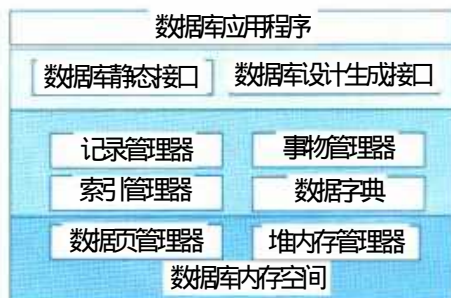 数据库应用程序
数据库静态接口 数据库设计生成接口
记录管理器 事物管理器
索引管理器 数据字典
数据页管理器 堆内存管理器
数据库内存空间